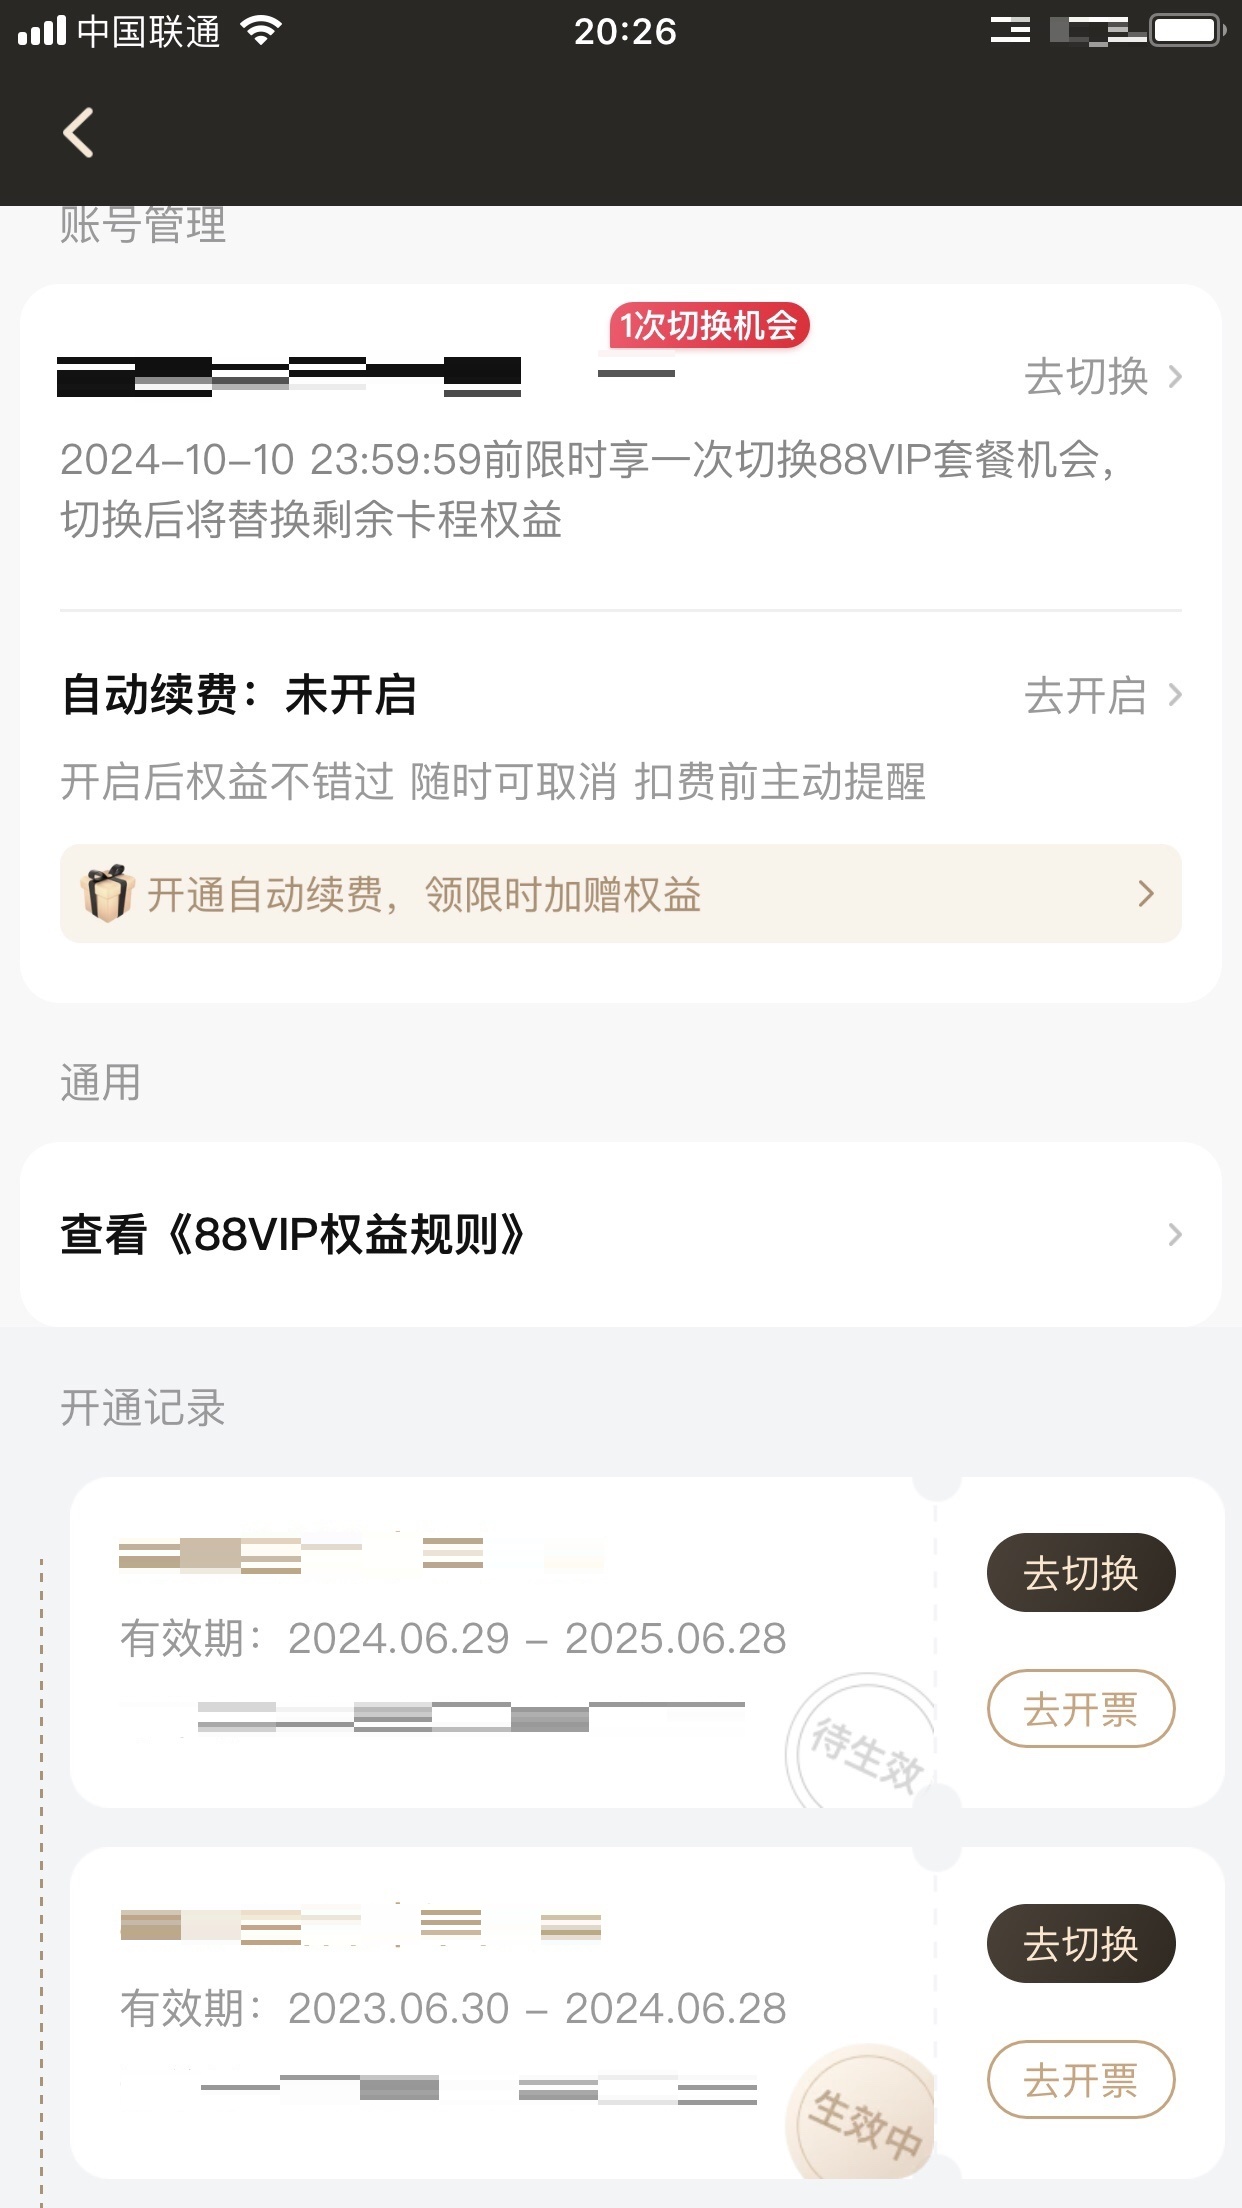 中国联通
20:26
账号管理
1次切换机会
去切换
2024-10-10 23:59:59前限时享一次切换88VIP套餐机会,
切换后将替换剩余卡程权益
自动续费：未开启
去开启
开启后权益不错过 随时可取消 扣费前主动提醒
开通自动续费，领限时加赠权益
通用
查看《88VIP权益规则》
开通记录
去切换
有效期：2024.06.29 – 2025.06.28
去开票
待生效
去切换
有效期：2023.06.30 – 2024.06.28
去开票
生效中